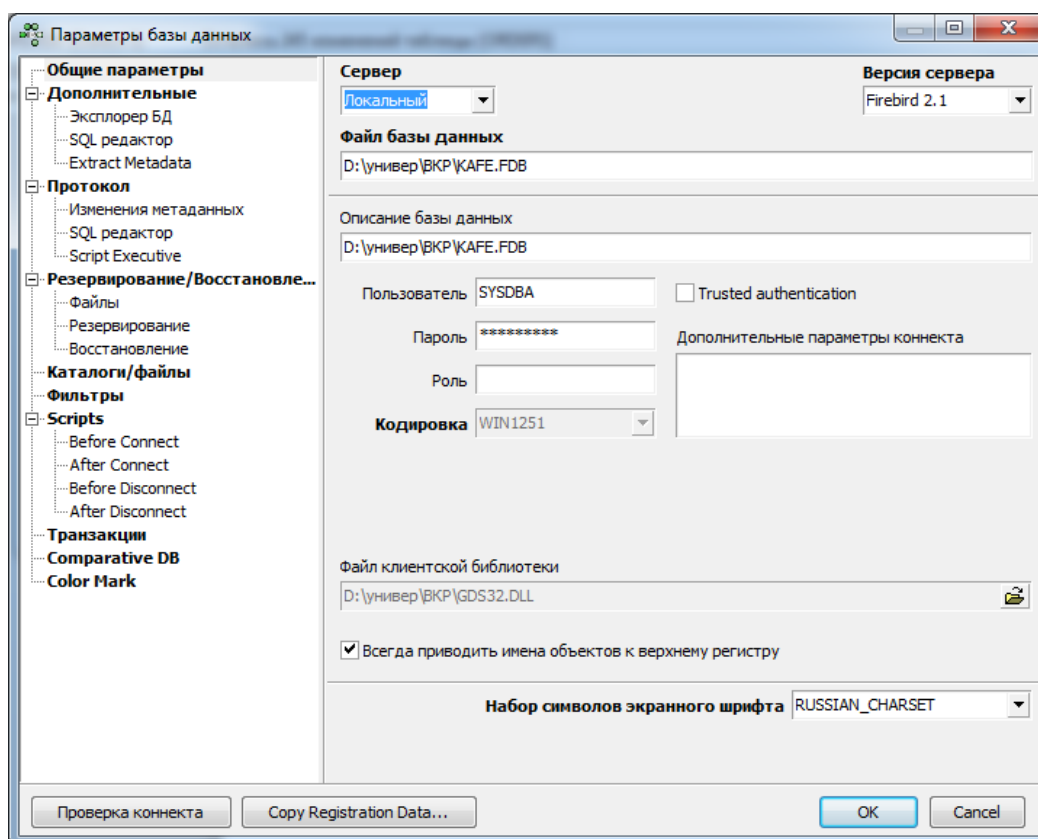 Параметры базы данных
Общие параметры
Дополнительные
Эксплорер БД
SQL редактор
Extract Metadata
Протокол
Изменения метаданных
SQL редактор
Script Executive
Резервирование/Восстановле...
Файлы
Резервирование
Восстановление
Каталоги/файлы
Фильтры
Scripts
Before Connect
After Connect
Before Disconnect
After Disconnect
Транзакции
Comparative DB
Color Mark
Сервер
Версия сервера
Локальный
Firebird 2.1
Файл базы данных
D:\универ\ВКР\KAFE.FDB
Описание базы данных
D:\универ\ВКР\KAFE.FDB
Пользователь SYSDBA
Trusted authentication
Пароль *********
Дополнительные параметры коннекта
Роль
Кодировка WIN1251
Файл клиентской библиотеки
D:\универ\ВКР\GDS32.DLL
Всегда приводить имена объектов к верхнему регистру
Набор символов экранного шрифта RUSSIAN_CHARSET
Проверка коннекта
Copy Registration Data...
OK
Cancel